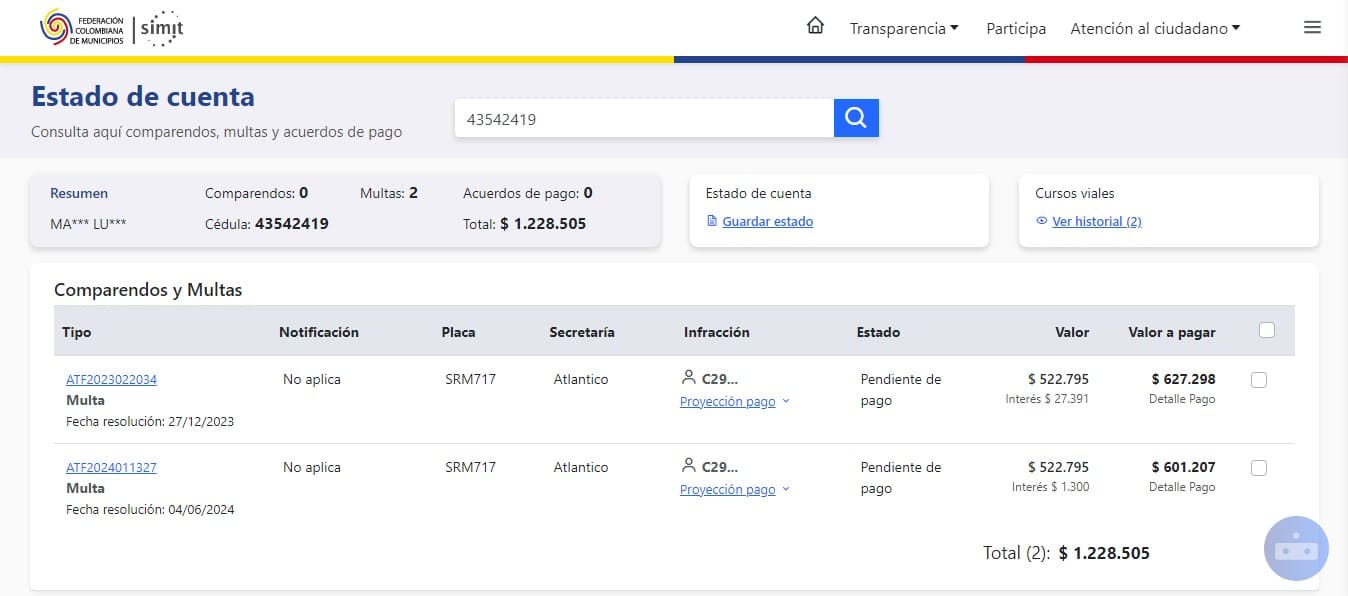 FEDERACIÓN
COLOMBIANA
DE MUNICIPIOS
simit
Transparencia Participa Atención al ciudadano
Estado de cuenta
Consulta aquí comparendos, multas y acuerdos de pago
43542419
Resumen Comparendos: 0 Multas: 2 Acuerdos de pago: 0
MA*** LU*** Cédula: 43542419 Total: $ 1.228.505
Estado de cuenta
Guardar estado
Cursos viales
Ver historial (2)
Comparendos y Multas
Tipo Notificación Placa Secretaría Infracción Estado Valor Valor a pagar
ATF2023022034 No aplica SRM717 Atlantico C29... Pendiente de $ 522.795 $ 627.298
Multa Proyección pago pago Interés $ 27.391 Detalle Pago
Fecha resolución: 27/12/2023
ATF2024011327 No aplica SRM717 Atlantico C29... Pendiente de $ 522.795 $ 601.207
Multa Proyección pago pago Interés $ 1.300 Detalle Pago
Fecha resolución: 04/06/2024
Total (2): $ 1.228.505